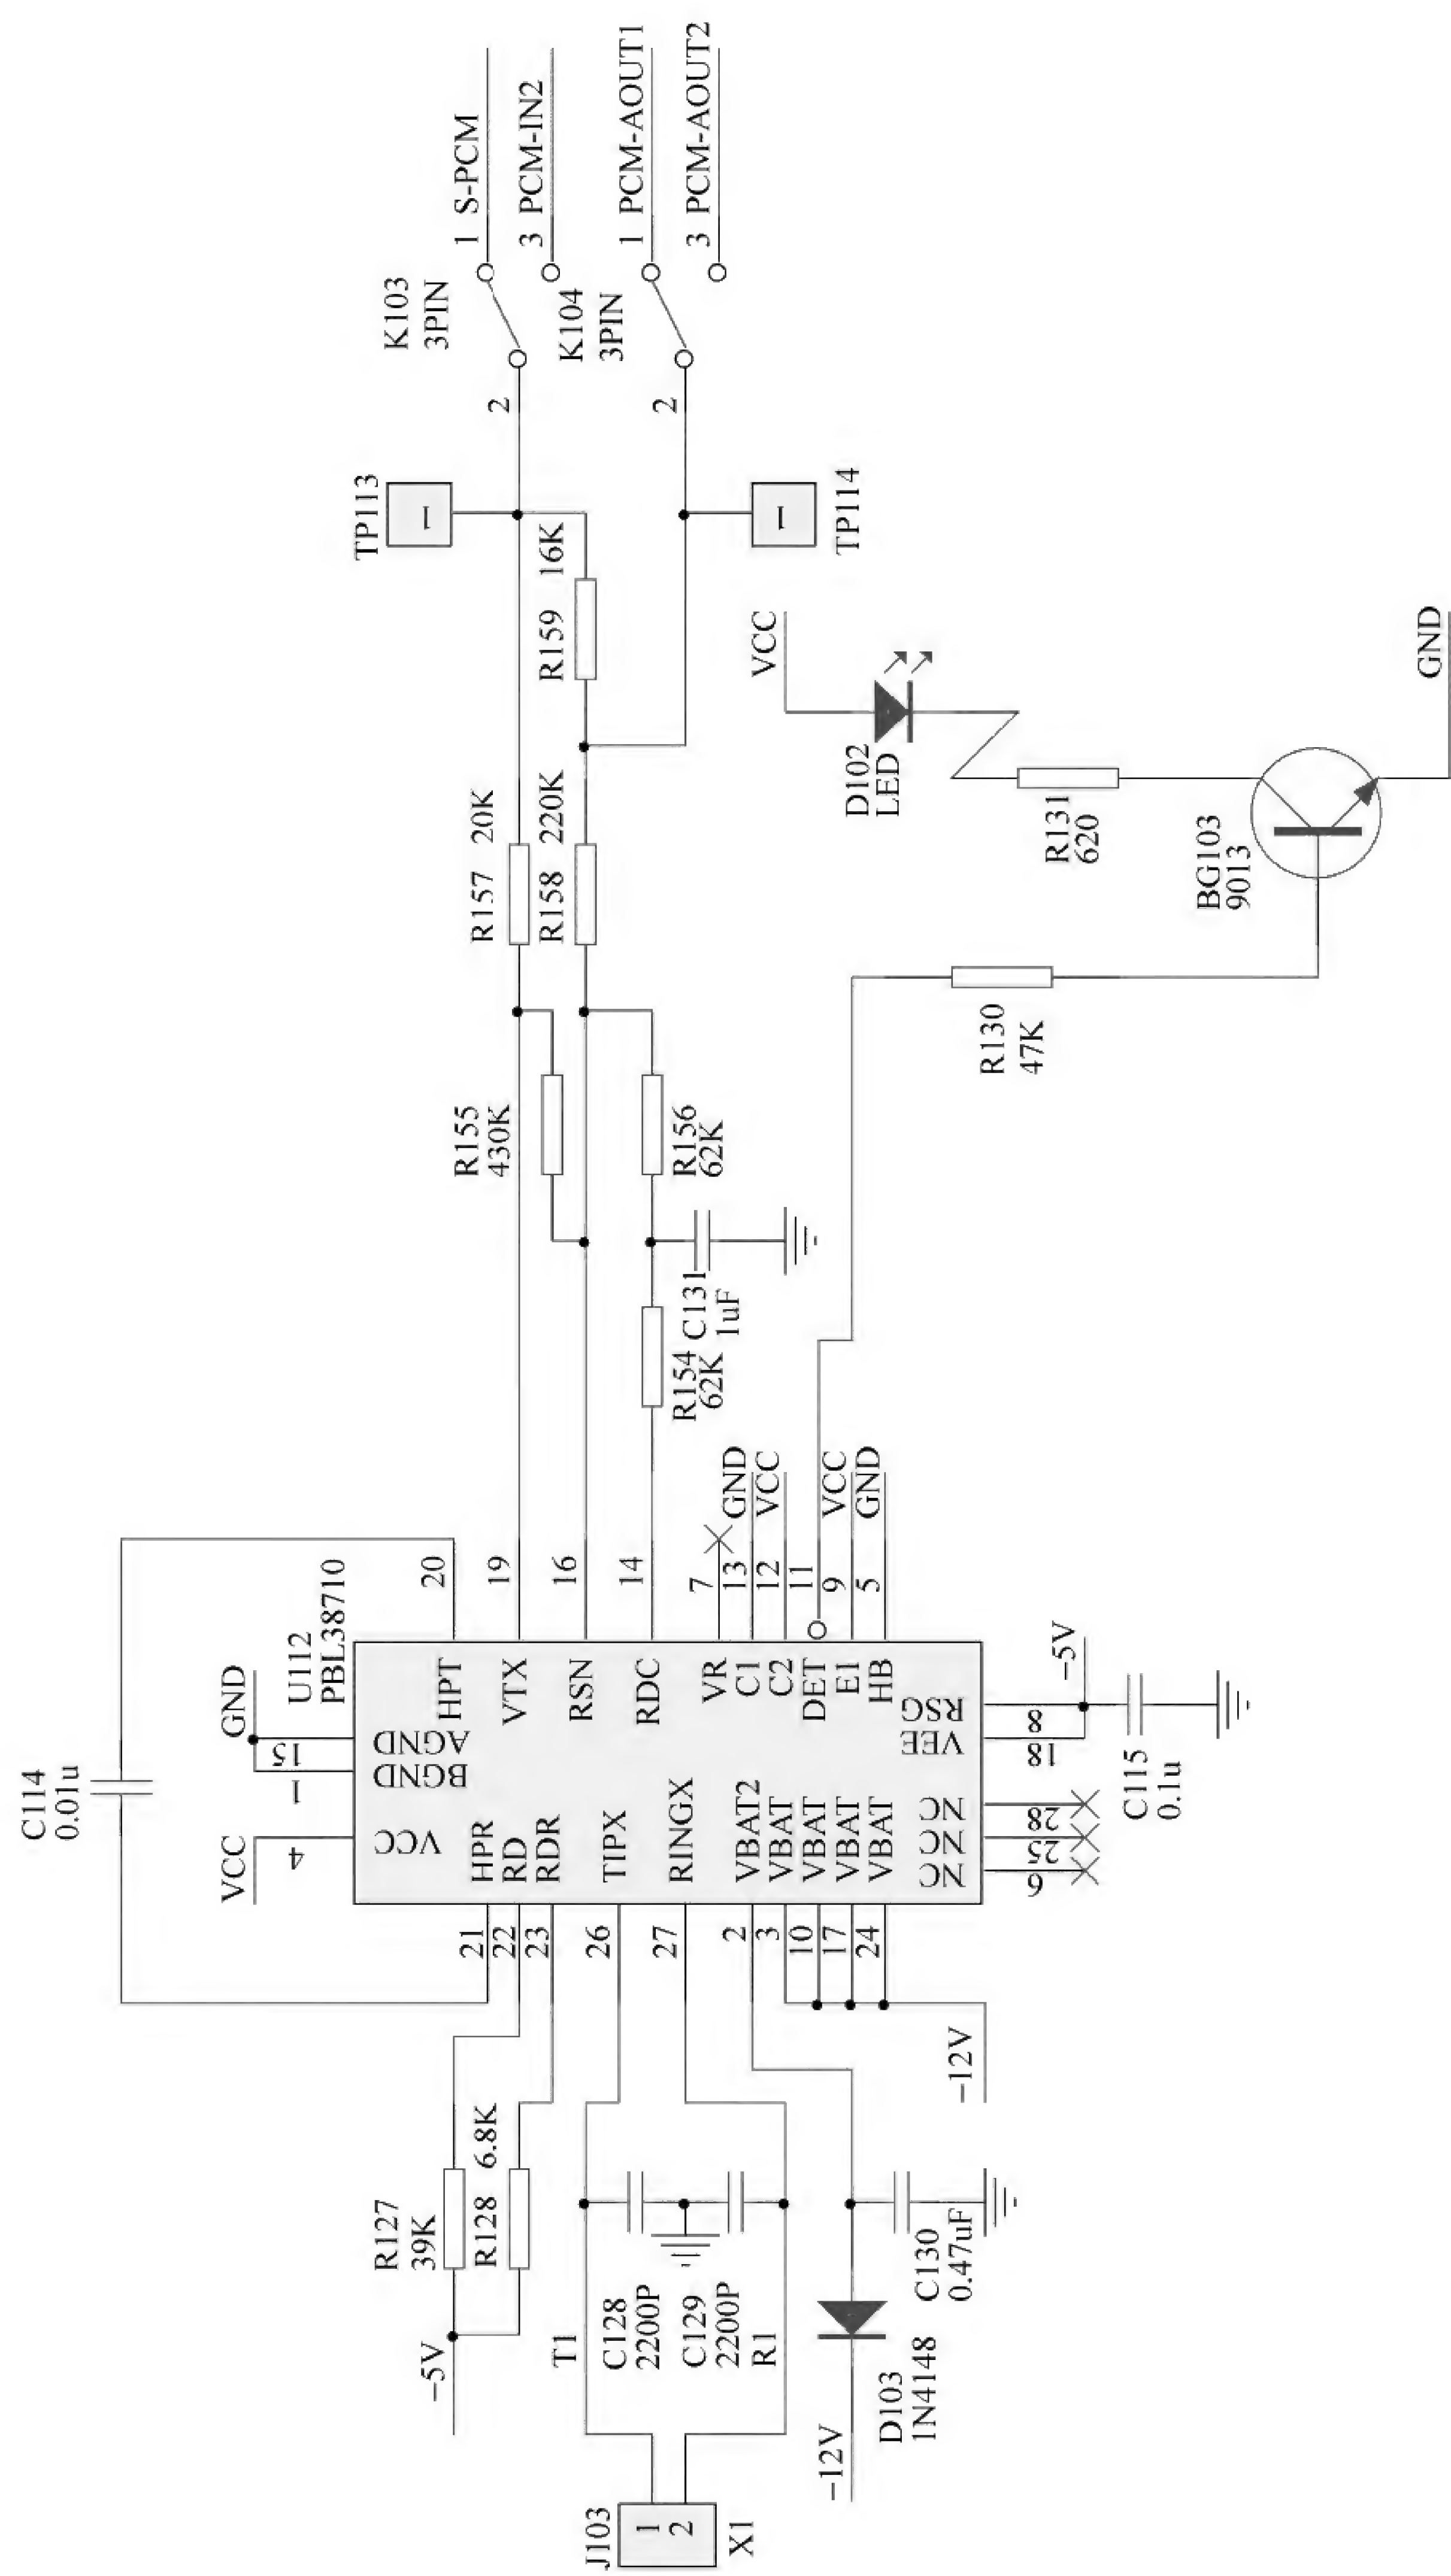 C114
0.01u
VCC
GND
4
1
15
U112
PBL38710
VCC
BGND
AGND
21
22
23
26
27
2
3
10
17
24
HPR
RD
RDR
TIPX
RINGX
VBAT2
VBAT
VBAT
VBAT
VBAT
HPT
VTX
RSN
RDC
VR
C1
C2
DET
E1
HB
20
19
16
14
7
13
12
11
9
5
GND
VCC
VCC
GND
NC
NC
NC
VEE
RSG
6
25
28
18
8
-5V
C115
0.1u
-5V
R127
39K
R128
6.8K
T1
C128
2200P
C129
2200P
R1
J103
1
2
X1
-12V
D103
1N4148
C130
0.47uF
-12V
R154
62K
C131
1uF
R155
430K
R156
62K
R157
20K
R158
220K
R159
16K
TP113
1
TP114
1
K103
3PIN
2
1 S-PCM
3 PCM-IN2
K104
3PIN
2
1 PCM-AOUT1
3 PCM-AOUT2
R130
47K
VCC
D102
LED
R131
620
BG103
9013
GND